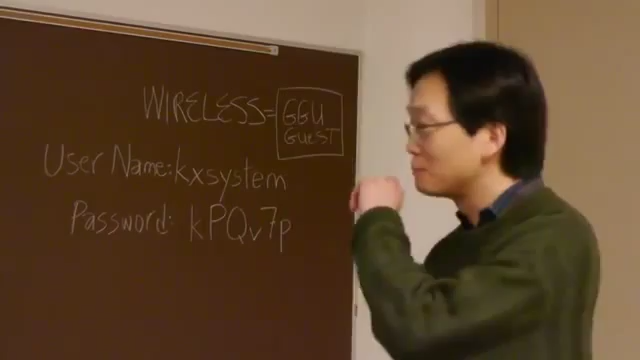 WIRELESS= GGU
GUEST
User Name: kxsystem
Password: kPQv7p